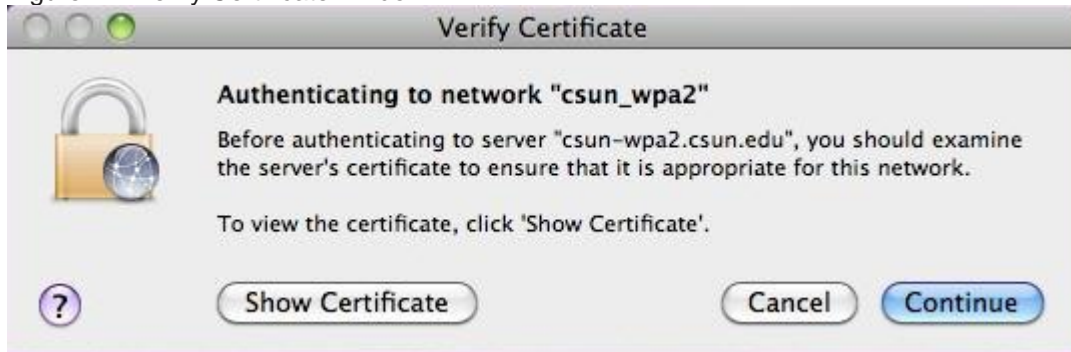 Verify Certificate
Authenticating to network "csun_wpa2"
Before authenticating to server "csun-wpa2.csun.edu", you should examine
the server's certificate to ensure that it is appropriate for this network.
To view the certificate, click 'Show Certificate'.
?
Show Certificate
Cancel
Continue